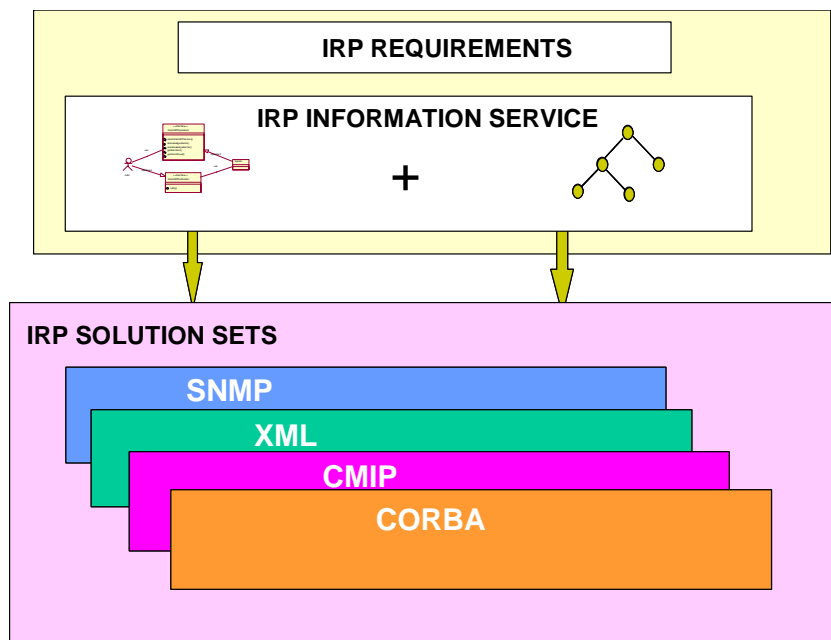 IRP REQUIREMENTS
IRP INFORMATION SERVICE
+
IRP SOLUTION SETS
SNMP
XML
CMIP
CORBA